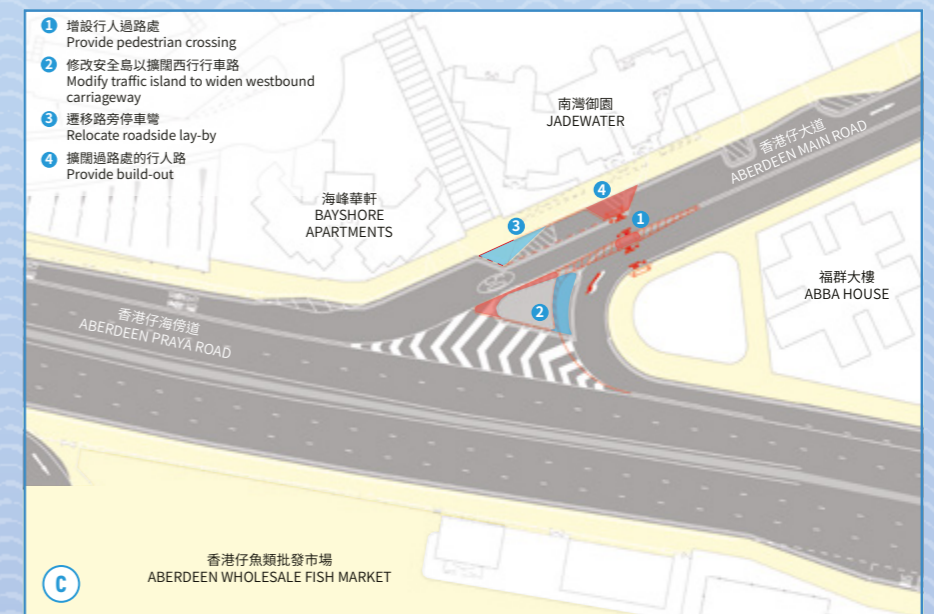 1 增設行人過路處
Provide pedestrian crossing
2 修改安全島以擴闊西行行車路
Modify traffic island to widen westbound
carriageway
3 遷移路旁停車彎
Relocate roadside lay-by
4 擴闊過路處的行人路
Provide build-out
南灣御園
JADEWATER
香港仔大道
ABERDEEN MAIN ROAD
海峰華軒
BAYSHORE
APARTMENTS
4
1
3
福群大樓
ABBA HOUSE
2
香港仔海傍道
ABERDEEN PRAYA ROAD
香港仔魚類批發市場
ABERDEEN WHOLESALE FISH MARKET
C